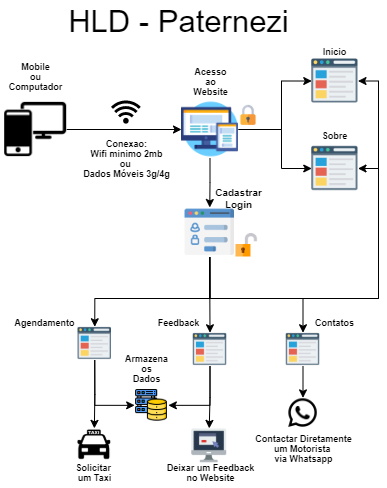 HLD - Paternezi
Mobile
ou
Computador
Acesso
ao
Website
Inicio
Conexao:
Wifi minimo 2mb
ou
Dados Móveis 3g/4g
Sobre
Cadastrar
Login
Agendamento
Feedback
Contatos
Armazena
os
Dados
TAXI
Solicitar
um Taxi
Deixar um Feedback
no Website
Contactar Diretamente
um Motorista
via Whatsapp